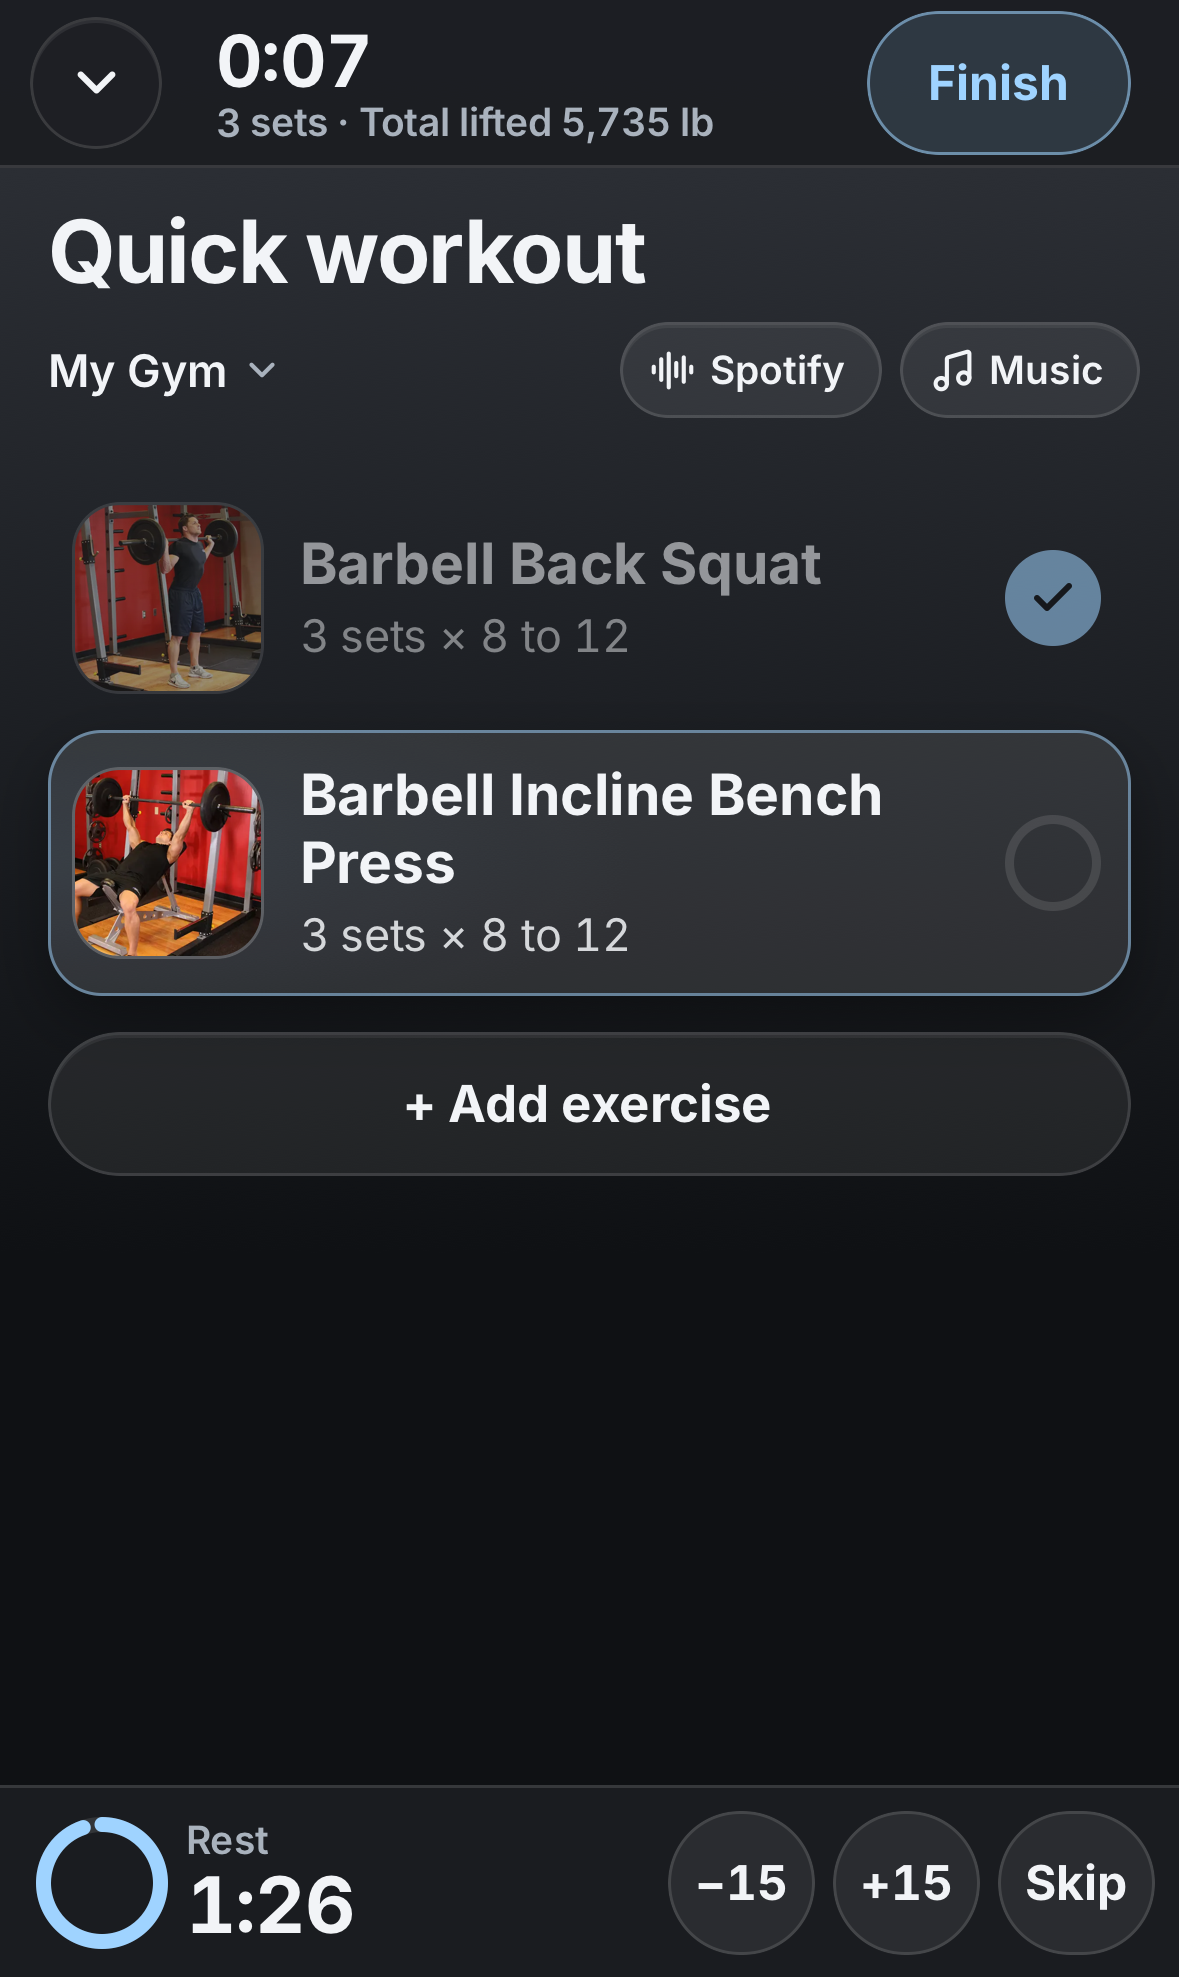 0:07
3 sets · Total lifted 5,735 lb
Finish
Quick workout
My Gym
Spotify
Music
Barbell Back Squat
3 sets × 8 to 12
Barbell Incline Bench
Press
3 sets × 8 to 12
+ Add exercise
Rest
1:26
−15
+15
Skip